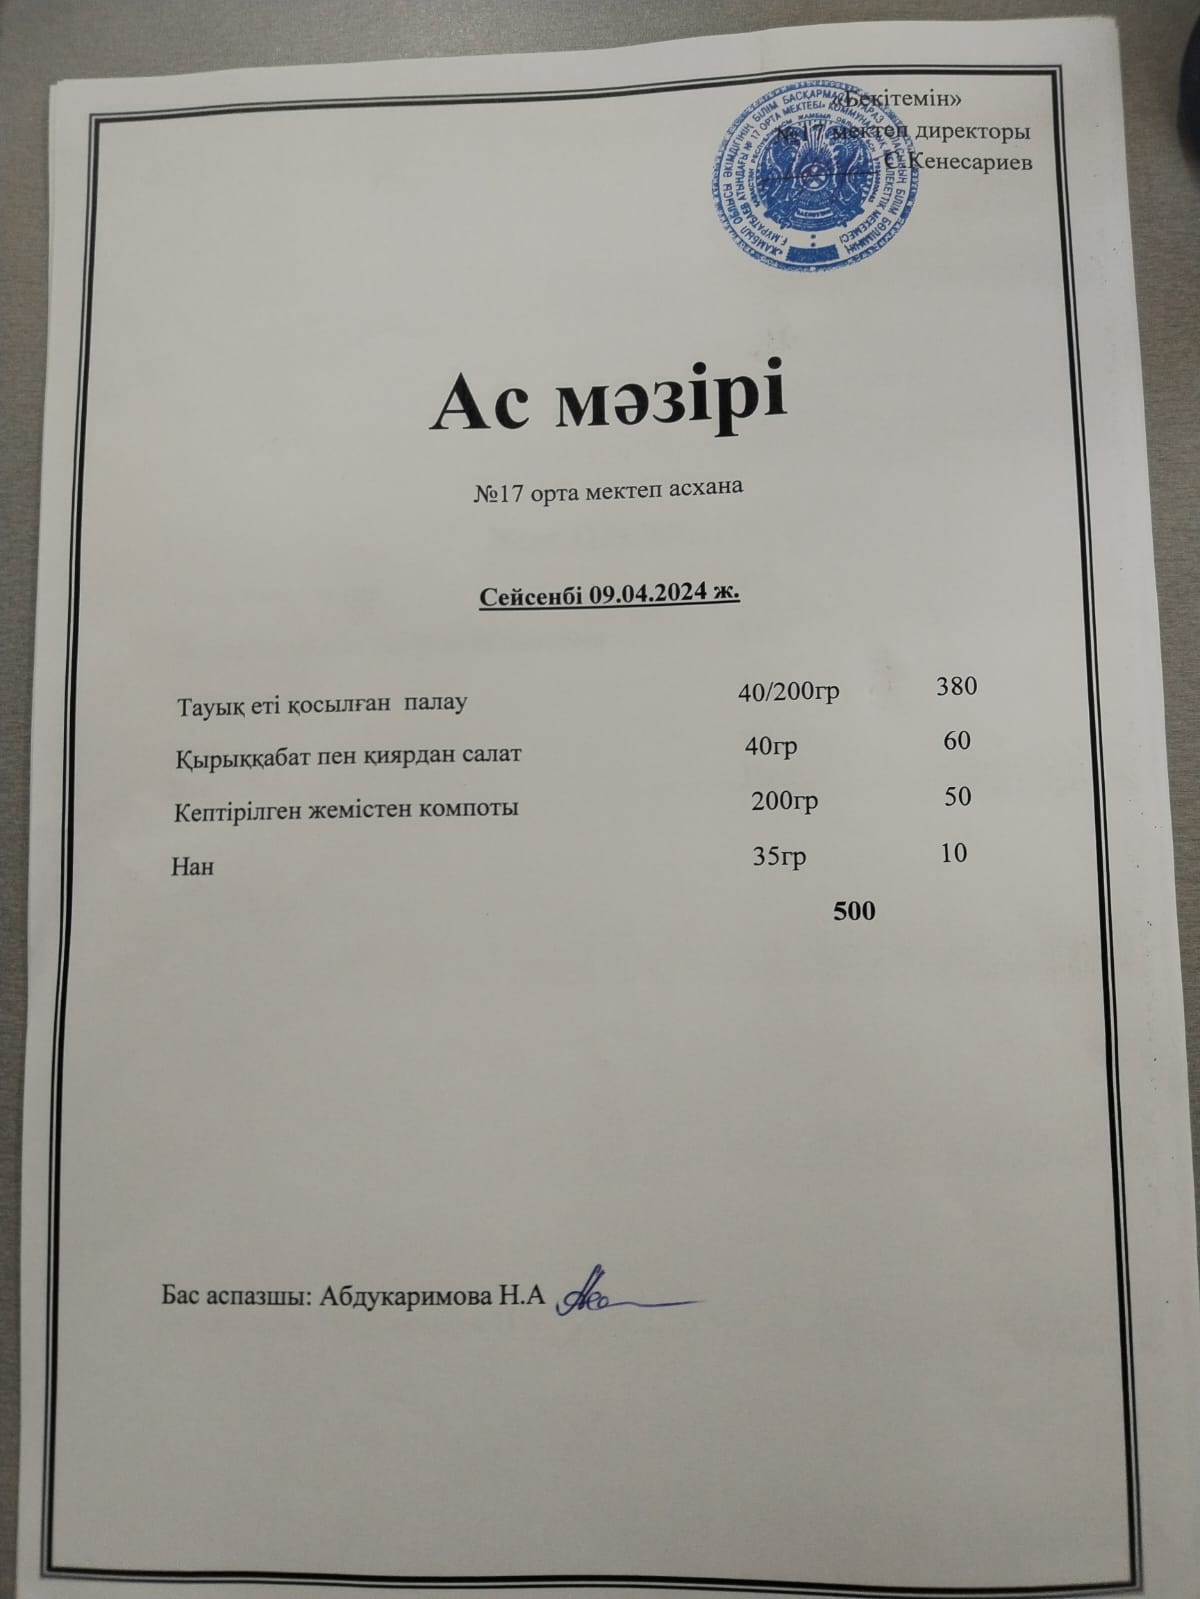 «Бекітемін»
№17 мектеп директоры
С.Кенесариев
Ас мәзірі
№17 орта мектеп асхана
Сейсенбі 09.04.2024 ж.
Тауық еті қосылған палау 40/200гр 380
Қырыққабат пен қиярдан салат 40гр 60
Кептірілген жемістен компоты 200гр 50
Нан 35гр 10
500
Бас аспазшы: Абдукаримова Н.А